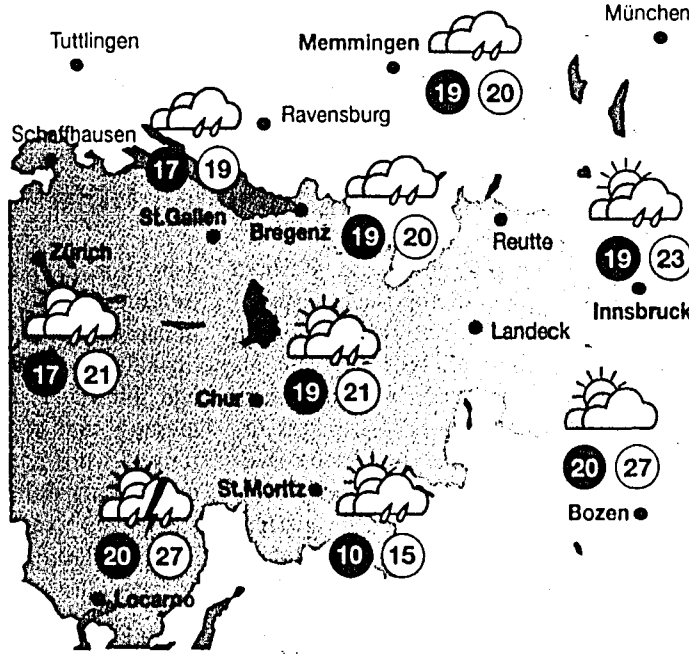 München
Tuttlingen
Memmingen
19 20
Ravensburg
Schaffhausen
17 19
St.Gallen
Bregenz
19 20
Reutte
Zürich
19 23
Innsbruck
17 21
Landeck
Chur
19 21
20 27
St.Moritz
Bozen
20 27
10 15
Locarno